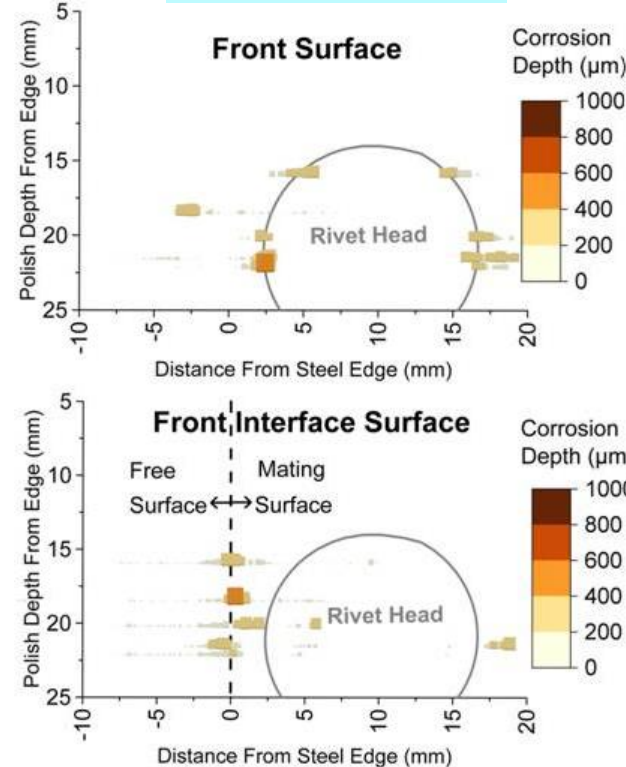 5
Front Surface
Corrosion
Depth (μm)
10
1000
800
15
600
Rivet Head
400
20
200
0
25
-10
-5
0
5
10
15
20
Polish Depth From Edge (mm)
Distance From Steel Edge (mm)
5
Front Interface Surface
Corrosion
Depth (μm
Free
Mating
10
Surface
Surface
1000
800
15
600
Rivet Head
400
20
200
0
25
-10
-5
0
5
10
15
20
Polish Depth From Edge (mm)
Distance From Steel Edge (mm)